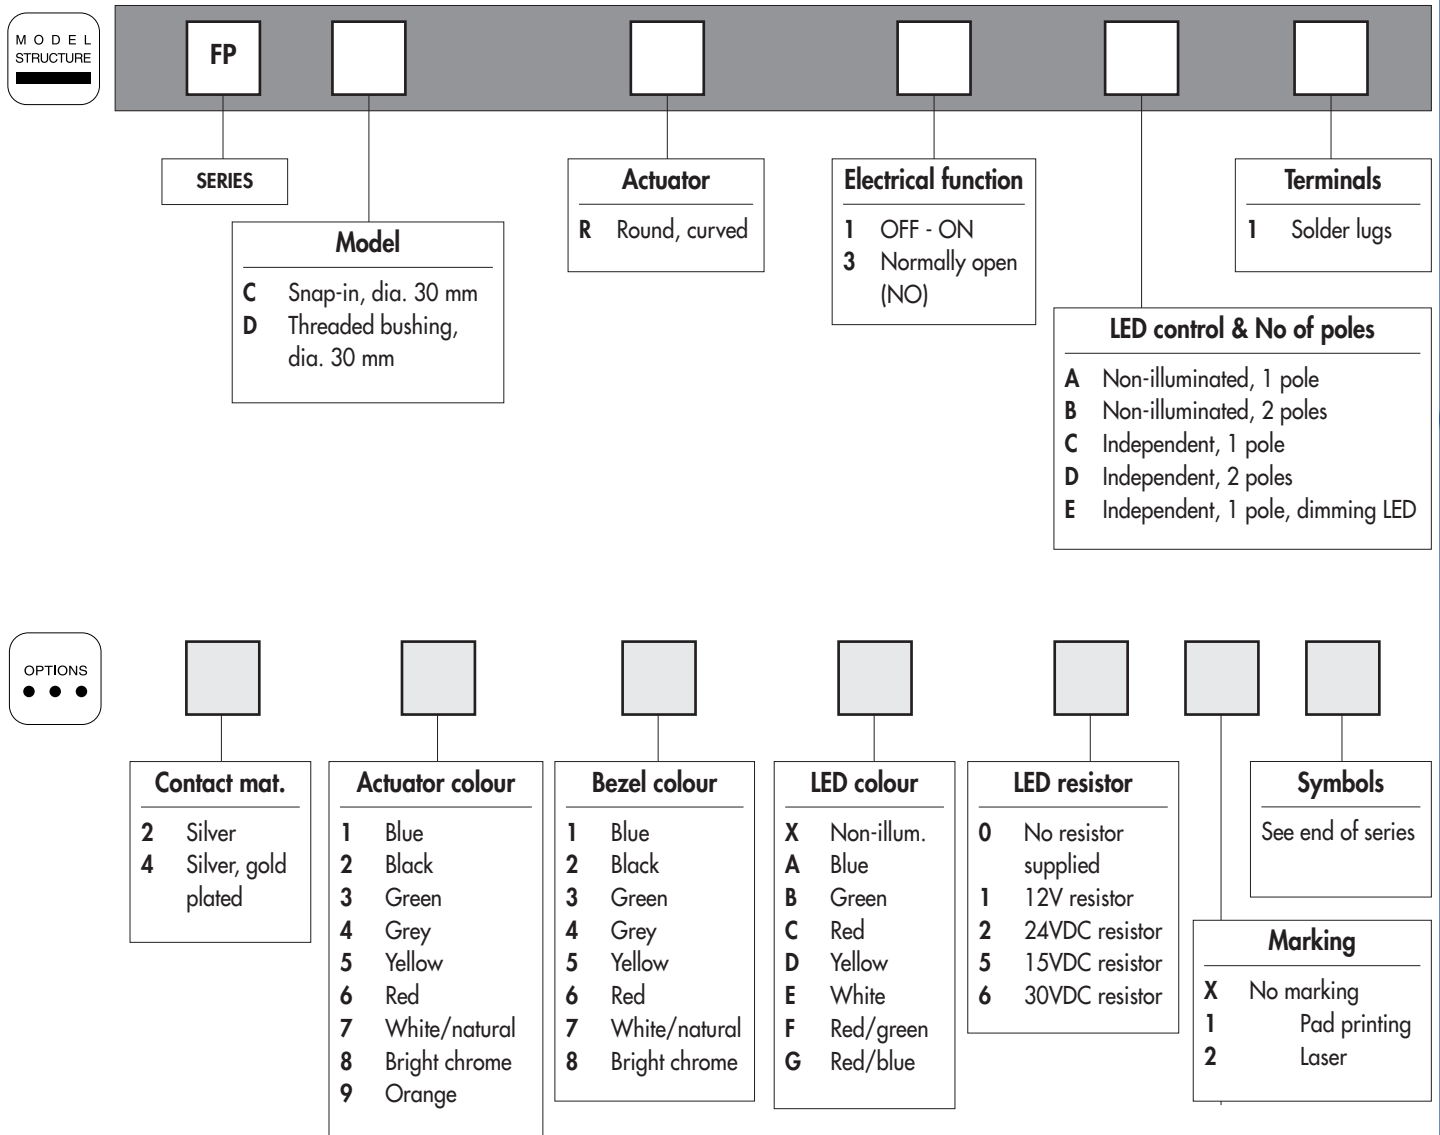 MODEL
STRUCTURE
FP
SERIES
Model
C Snap-in, dia. 30 mm
D Threaded bushing,
dia. 30 mm
Actuator
R Round, curved
Electrical function
1 OFF - ON
3 Normally open
(NO)
LED control & No of poles
A Non-illuminated, 1 pole
B Non-illuminated, 2 poles
C Independent, 1 pole
D Independent, 2 poles
E Independent, 1 pole, dimming LED
Terminals
1 Solder lugs
OPTIONS
Contact mat.
2 Silver
4 Silver, gold
plated
Actuator colour
1 Blue
2 Black
3 Green
4 Grey
5 Yellow
6 Red
7 White/natural
8 Bright chrome
9 Orange
Bezel colour
1 Blue
2 Black
3 Green
4 Grey
5 Yellow
6 Red
7 White/natural
8 Bright chrome
LED colour
X Non-illum.
A Blue
B Green
C Red
D Yellow
E White
F Red/green
G Red/blue
LED resistor
0 No resistor
supplied
1 12V resistor
2 24VDC resistor
5 15VDC resistor
6 30VDC resistor
Marking
X No marking
1 Pad printing
2 Laser
Symbols
See end of series